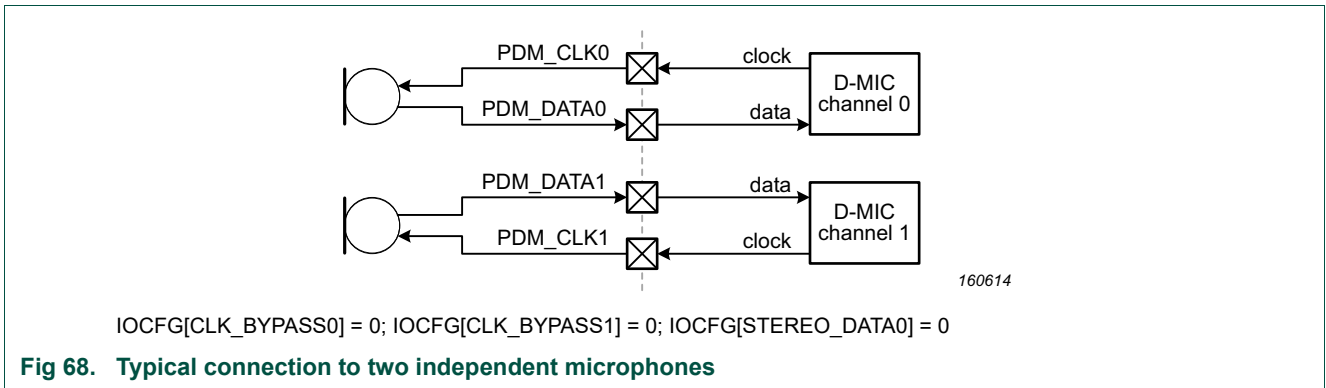 PDM_CLK0
clock
D-MIC
channel 0
PDM_DATA0
data
PDM_DATA1
data
D-MIC
channel 1
PDM_CLK1
clock
160614
IOCFG[CLK_BYPASS0] = 0; IOCFG[CLK_BYPASS1] = 0; IOCFG[STEREO_DATA0] = 0
Fig 68. Typical connection to two independent microphones